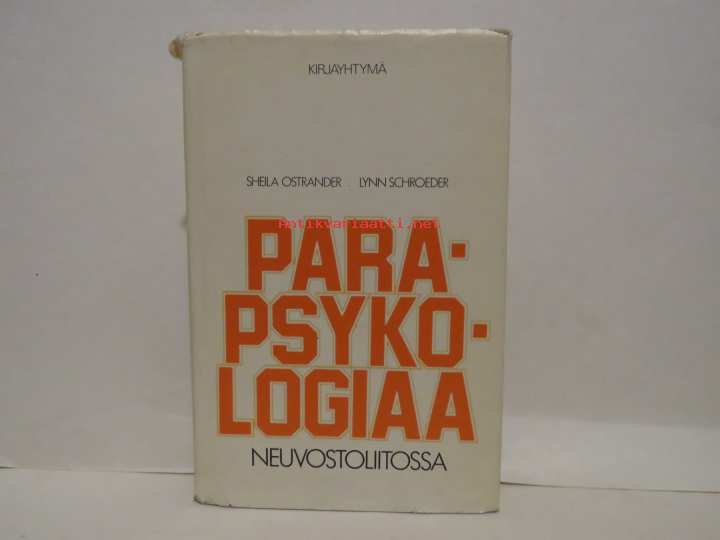 KIRJAYHTYMÄ
SHEILA OSTRANDER . LYNN SCHROEDER
Antikvariaatti.net
PARA-
PSYKO-
LOGIAA
NEUVOSTOLIITOSSA